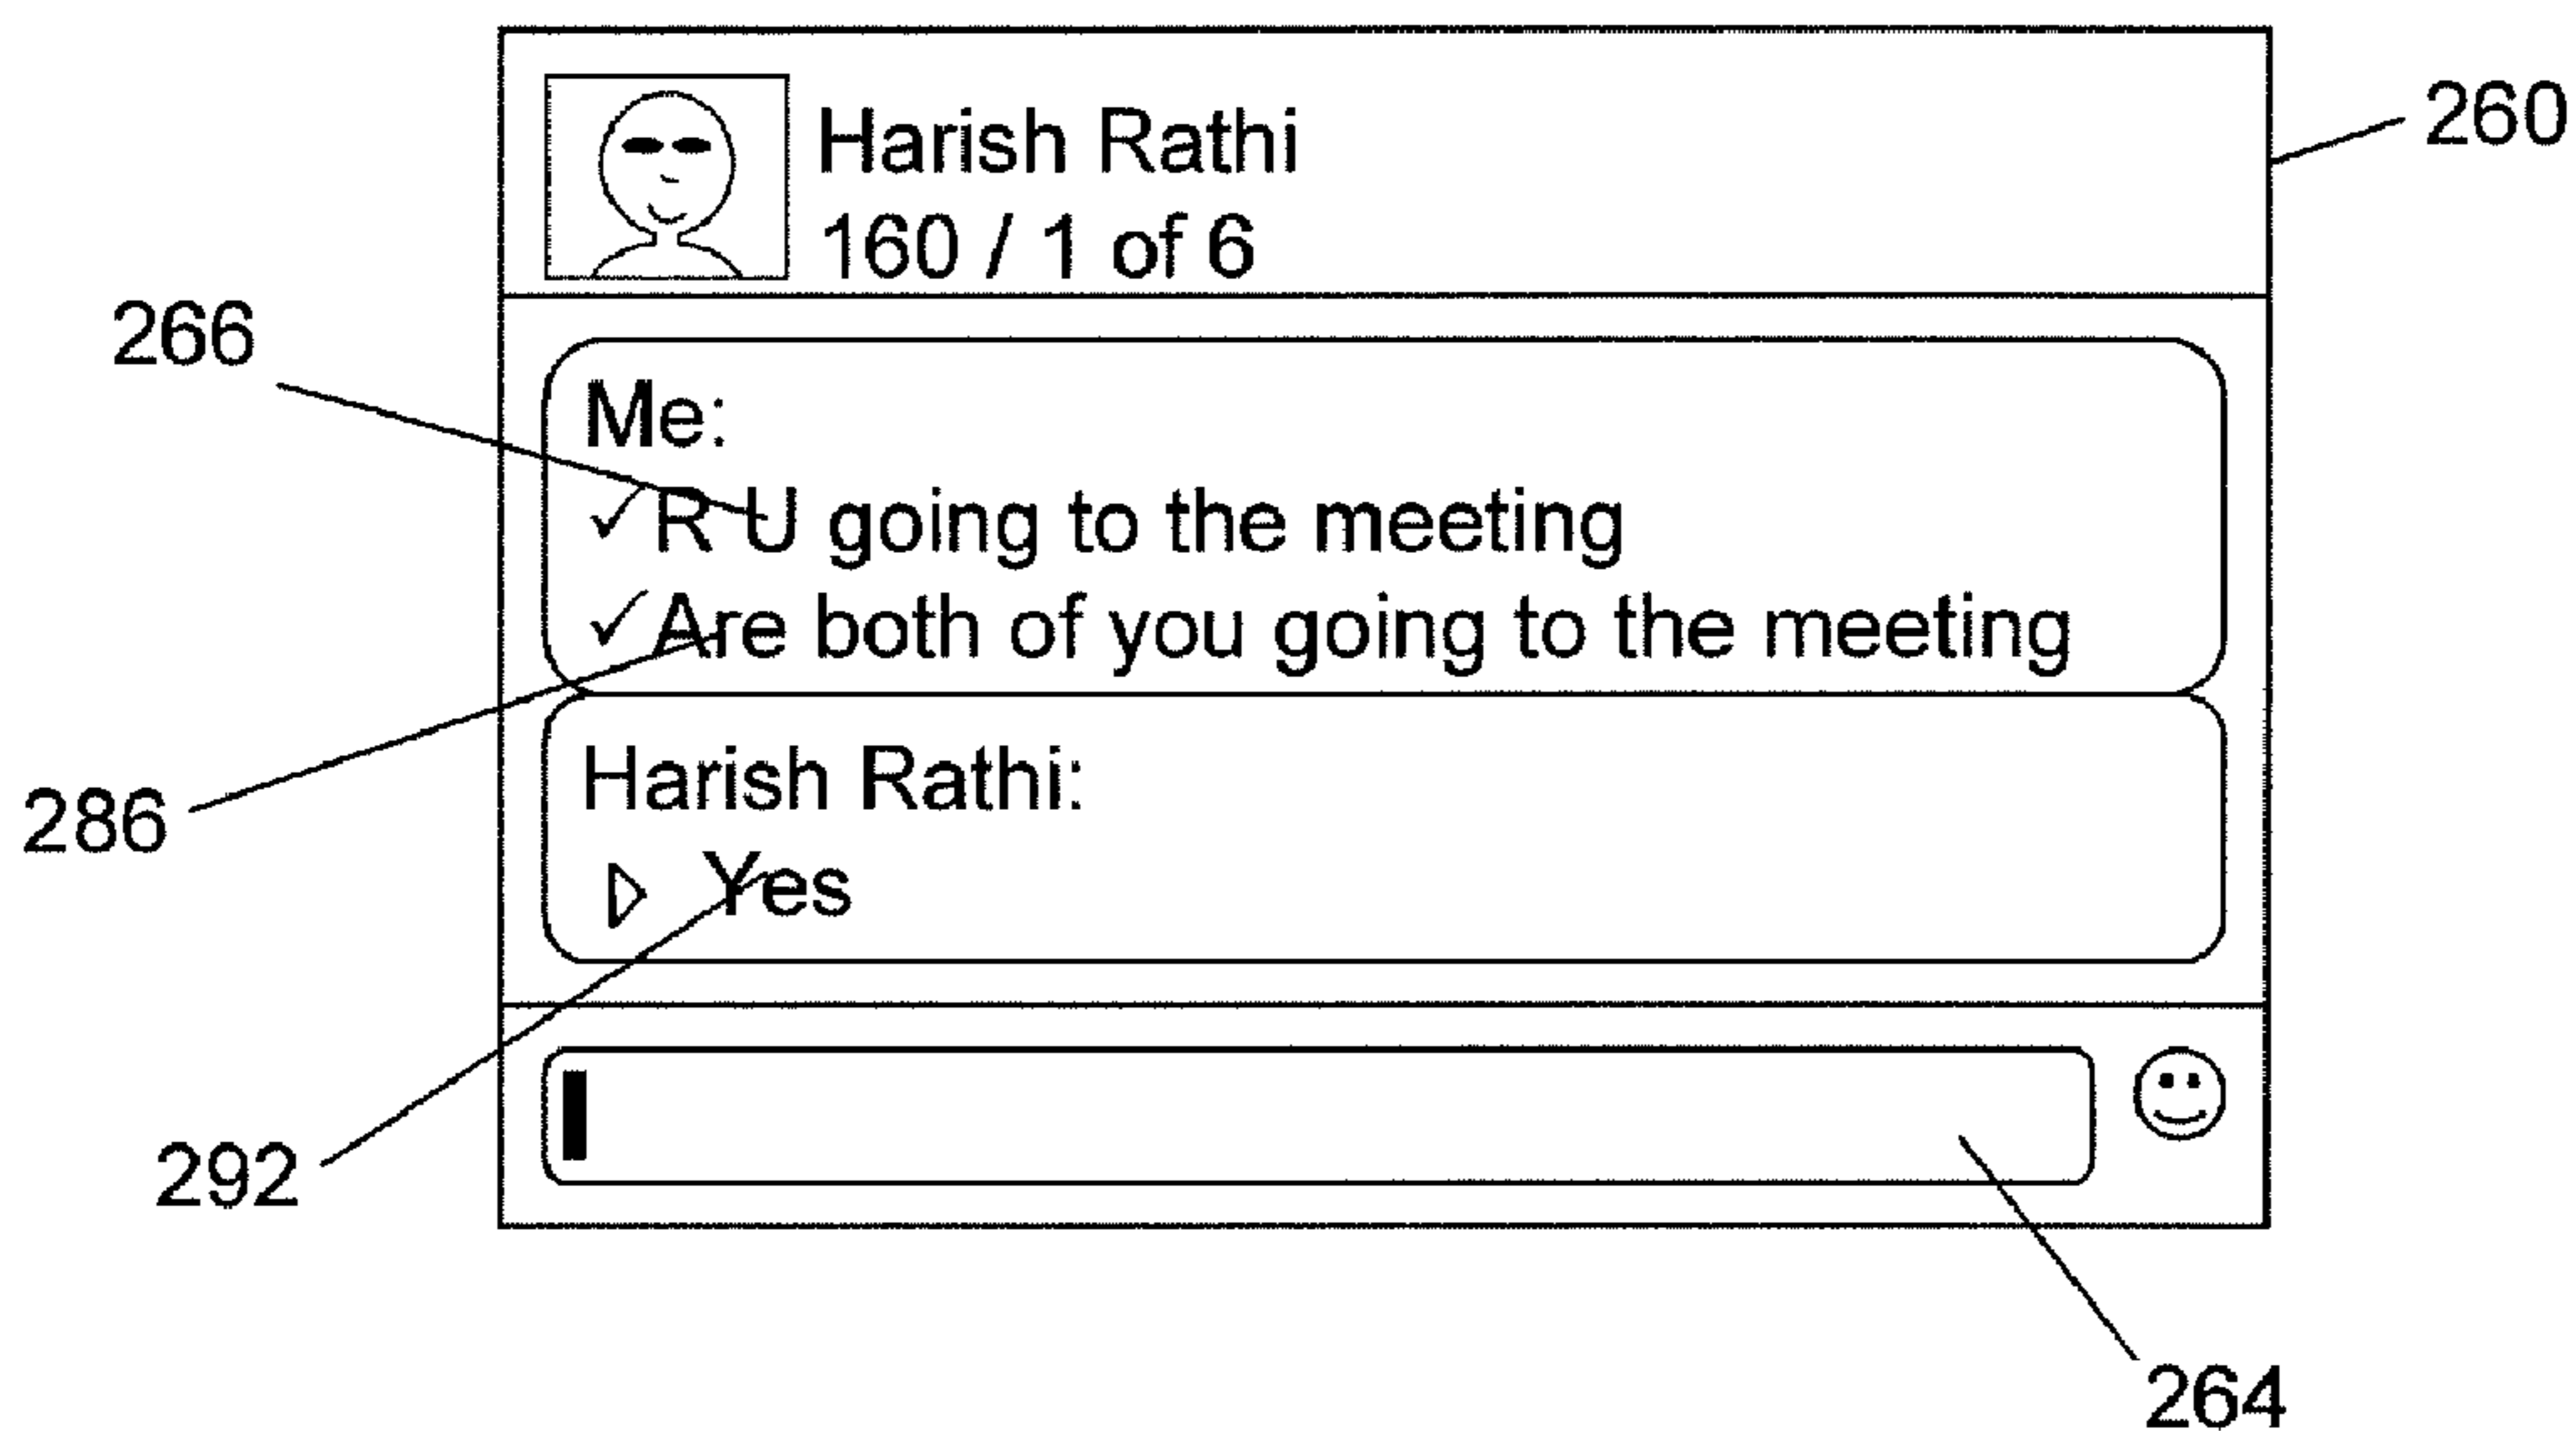 Harish Rathi
260
160 / 1 of 6
266
Me:
✓ R U going to the meeting
✓ Are both of you going to the meeting
286
Harish Rathi:
▷ Yes
292
264